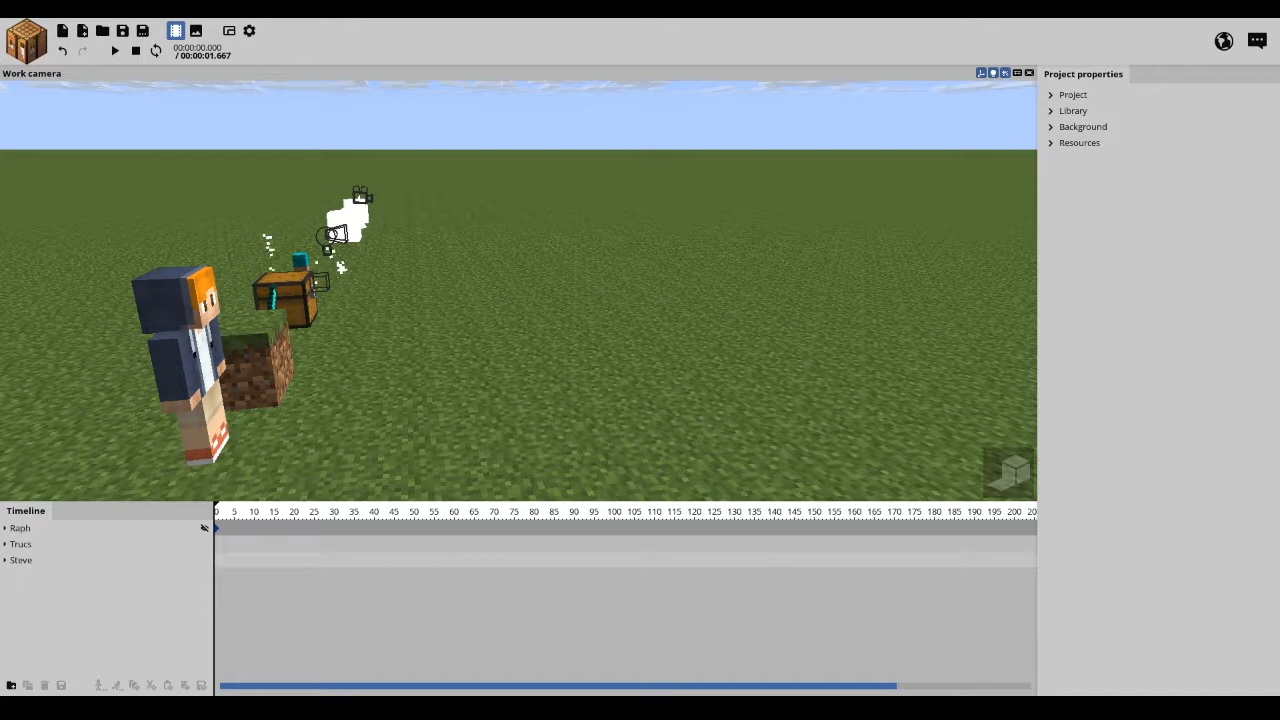 00:00:00.000
/ 00:00:01.667
Work camera
Project properties
Project
Library
Background
Resources
Timeline
0 5 10 15 20 25 30 35 40 45 50 55 60 65 70 75 80 85 90 95 100 105 110 115 120 125 130 135 140 145 150 155 160 165 170 175 180 185 190 195 200
Raph
Trucs
Steve